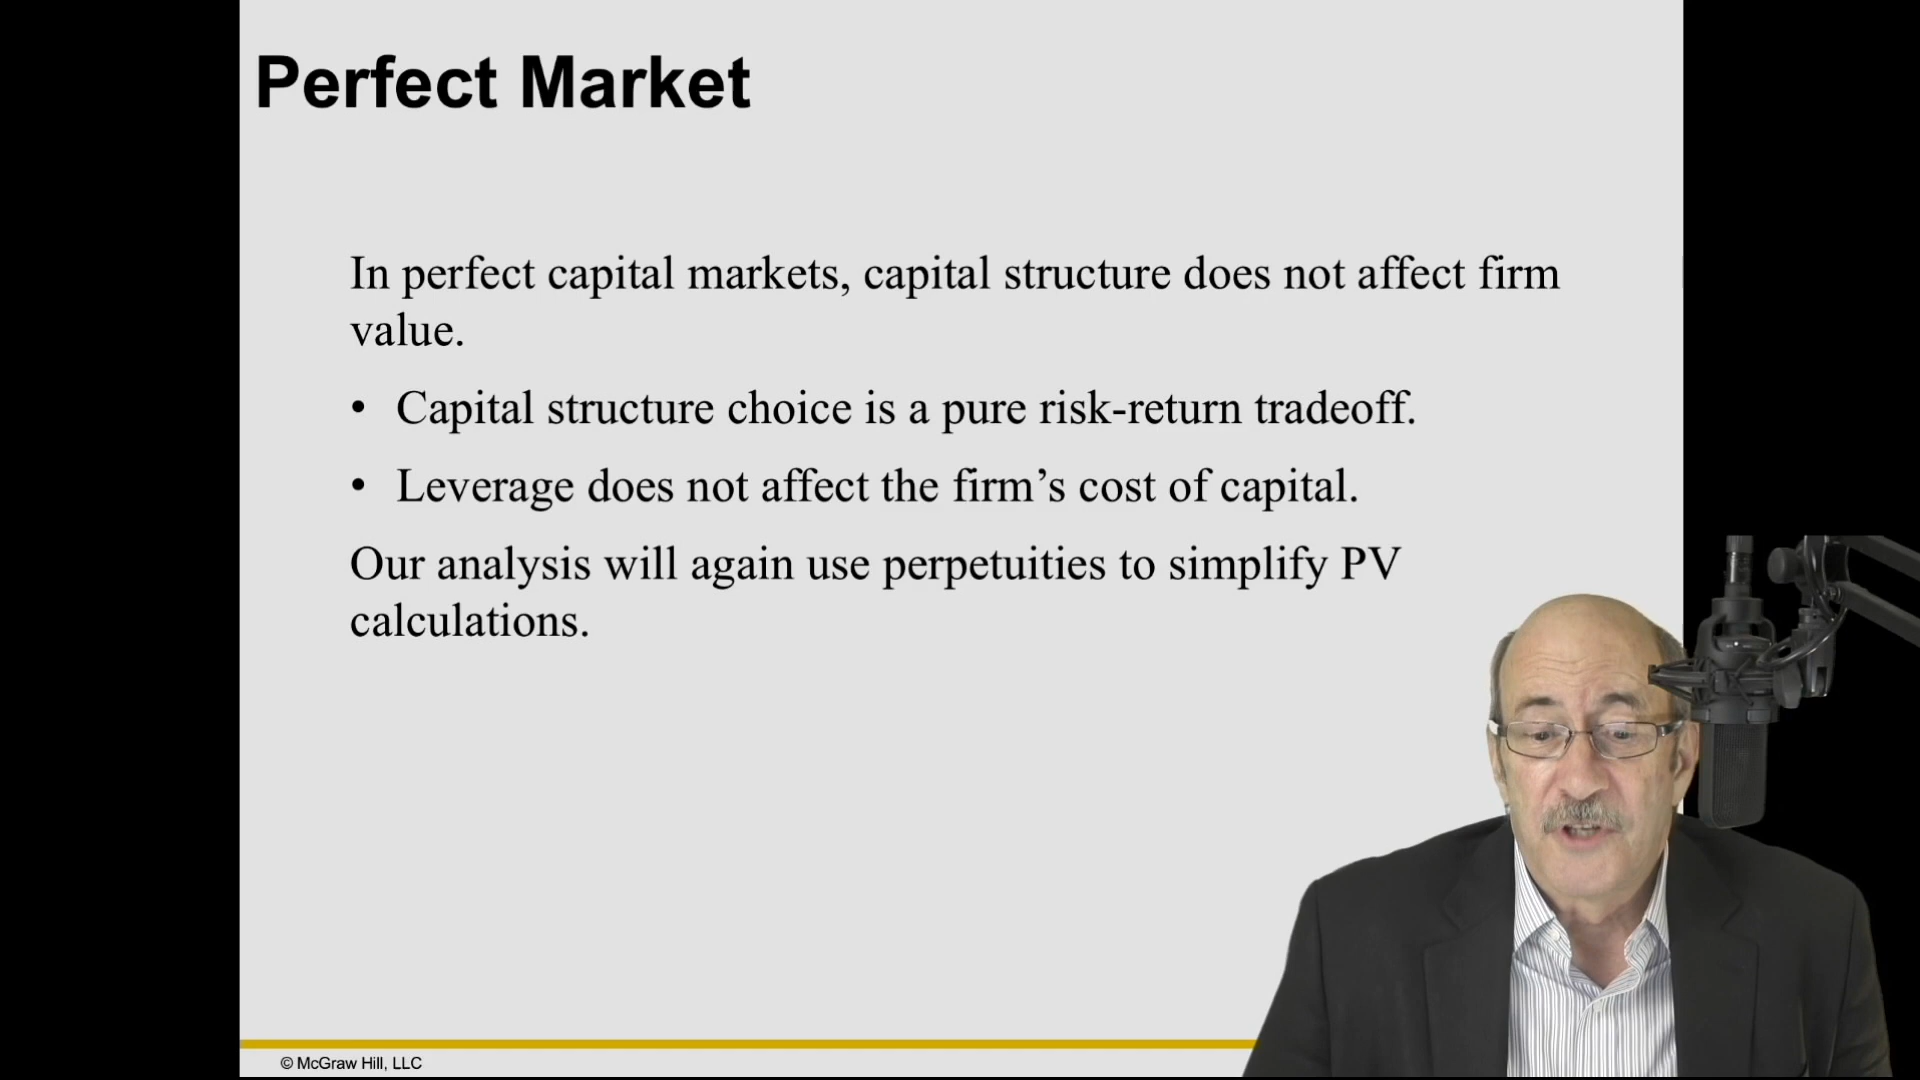 Perfect Market
In perfect capital markets, capital structure does not affect firm
value.
• Capital structure choice is a pure risk-return tradeoff.
• Leverage does not affect the firm’s cost of capital.
Our analysis will again use perpetuities to simplify PV
calculations.
© McGraw Hill, LLC